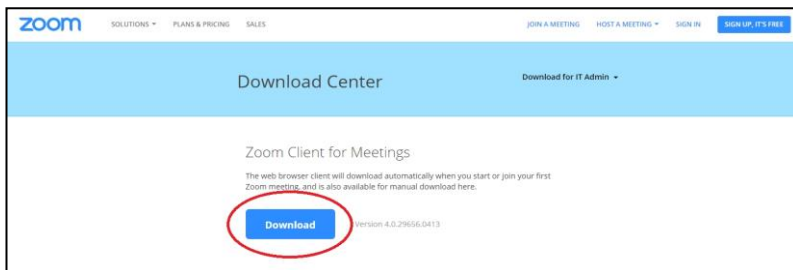 zoom SOLUTIONS PLANS & PRICING SALES JOIN A MEETING HOST A MEETING SIGN IN SIGN UP, IT'S FREE
Download Center Download for IT Admin
Zoom Client for Meetings
The web browser client will download automatically when you start or join your first
Zoom meeting, and is also available for manual download here.
Download Version 4.0.29656.0413